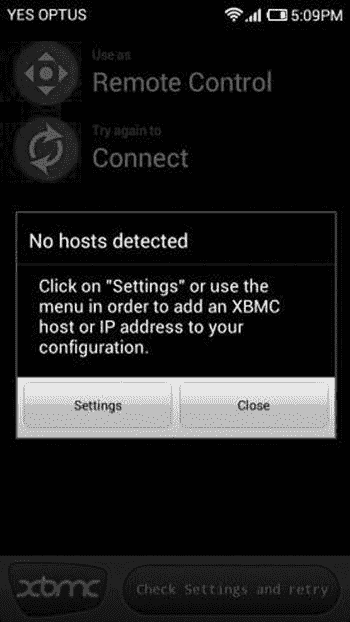 YES OPTUS 5:09PM
Use as
Remote Control
Try again to
Connect
No hosts detected
Click on "Settings" or use the
menu in order to add an XBMC
host or IP address to your
configuration.
Settings Close
xbmc Check Settings and retry